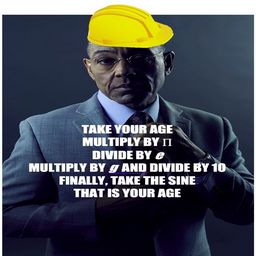 TAKE YOUR AGE
MULTIPLY BY Π
DIVIDE BY e
MULTIPLY BY g AND DIVIDE BY 10
FINALLY, TAKE THE SINE
THAT IS YOUR AGE